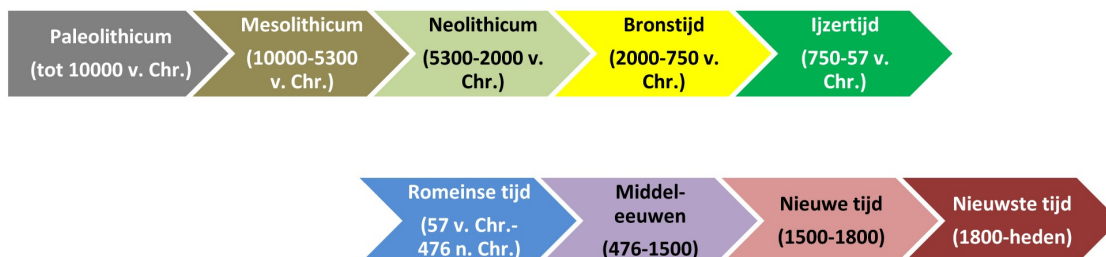 Paleolithicum
(tot 10000 v. Chr.)
Mesolithicum
(10000-5300
v. Chr.)
Neolithicum
(5300-2000 v.
Chr.)
Bronstijd
(2000-750 v.
Chr.)
Ijzertijd
(750-57 v.
Chr.)
Romeinse tijd
(57 v. Chr.-
476 n. Chr.)
Middel-
eeuwen
(476-1500)
Nieuwe tijd
(1500-1800)
Nieuwste tijd
(1800-heden)